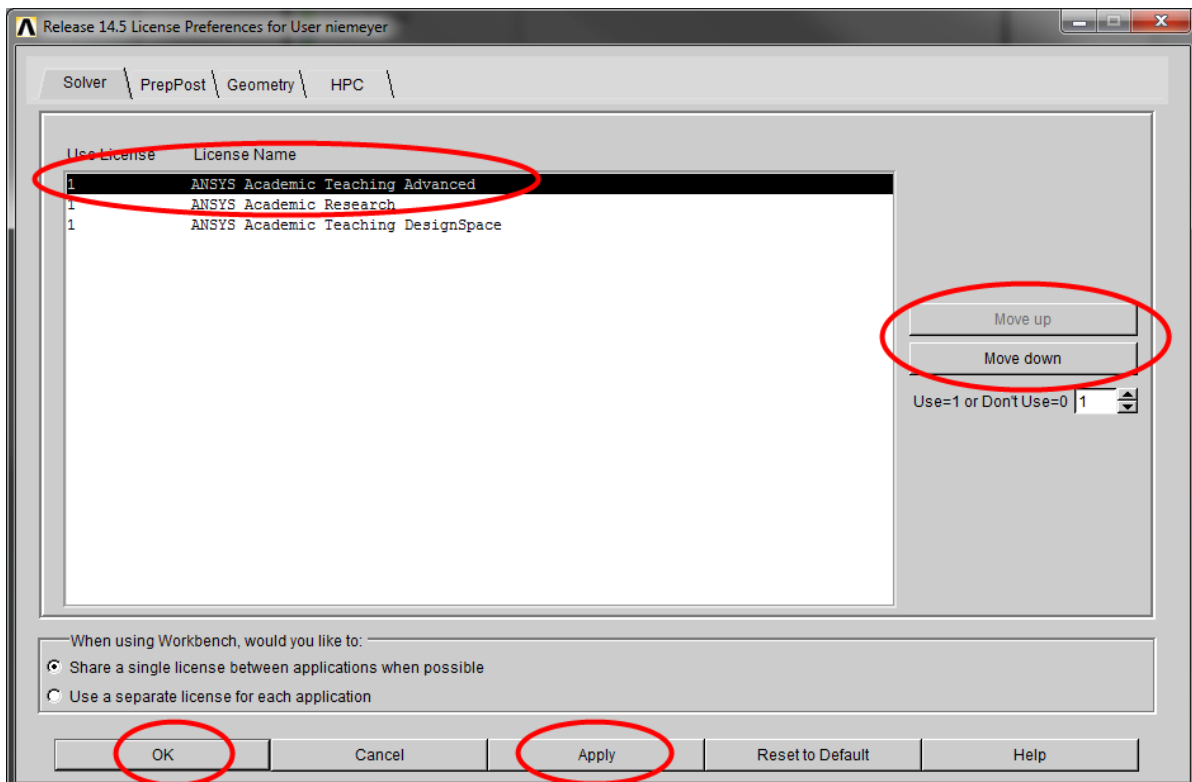 Release 14.5 License Preferences for User niemeyer
Solver PrepPost Geometry HPC
Use License License Name
1 ANSYS Academic Teaching Advanced
1 ANSYS Academic Research
1 ANSYS Academic Teaching DesignSpace
Move up
Move down
Use=1 or Don't Use=0 1
When using Workbench, would you like to:
Share a single license between applications when possible
Use a separate license for each application
OK Cancel Apply Reset to Default Help